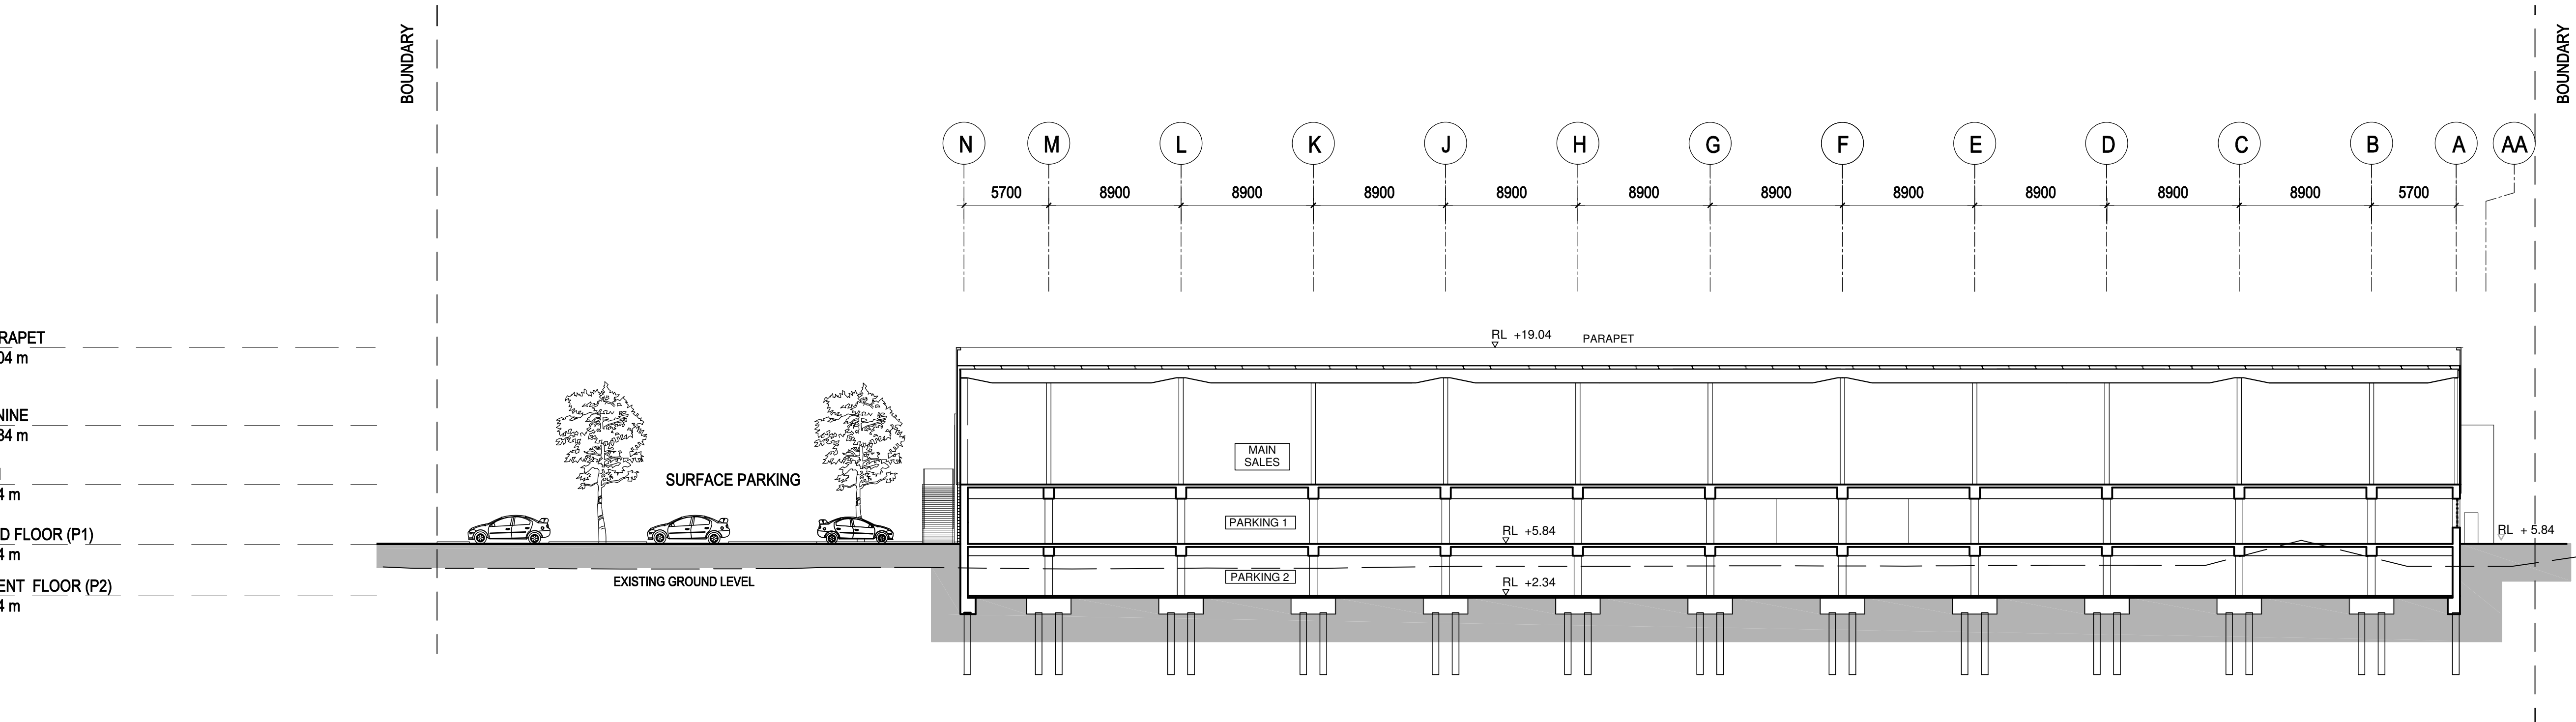 BOUNDARY
BOUNDARY
N M L K J H G F E D C B A AA
5700 8900 8900 8900 8900 8900 8900 8900 8900 8900 8900 5700
RAPET
04 m
RL +19.04 PARAPET
NINE
34 m
MAIN
SALES
SURFACE PARKING
4 m
D FLOOR (P1)
4 m
PARKING 1
RL +5.84
RL + 5.84
EXISTING GROUND LEVEL
PARKING 2
RL +2.34
ENT FLOOR (P2)
4 m